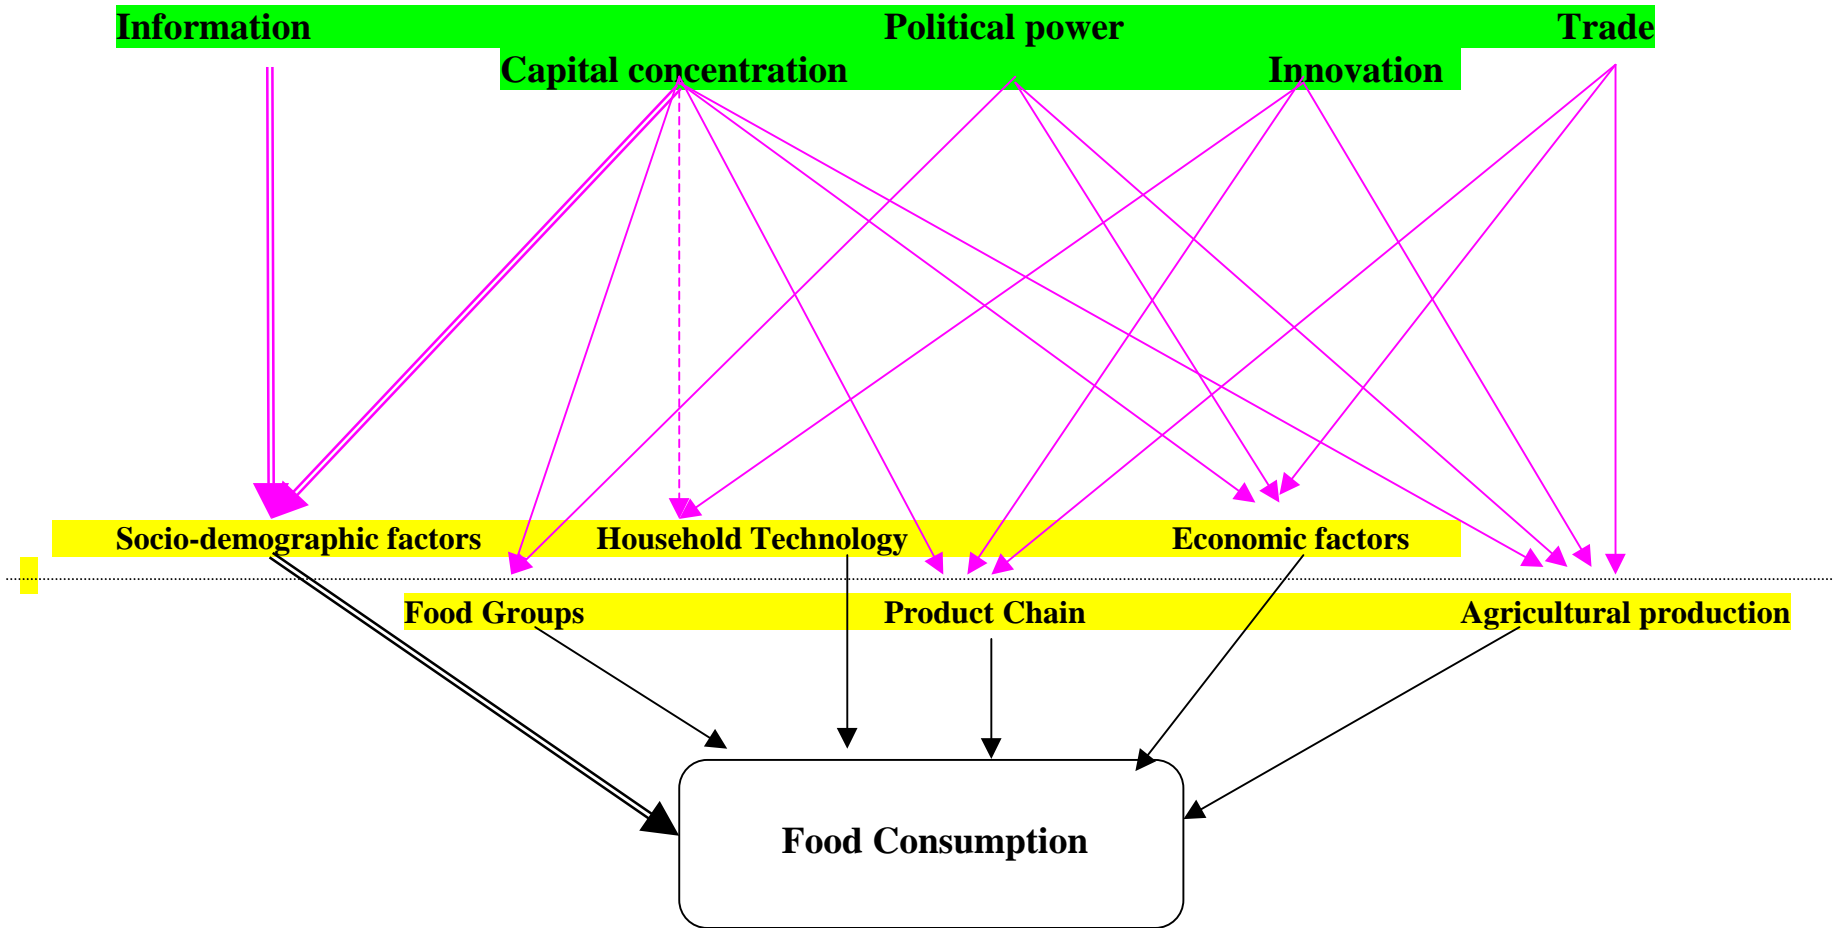 Information Political power Trade
Capital concentration Innovation
Socio-demographic factors Household Technology Economic factors
Food Groups Product Chain Agricultural production
Food Consumption